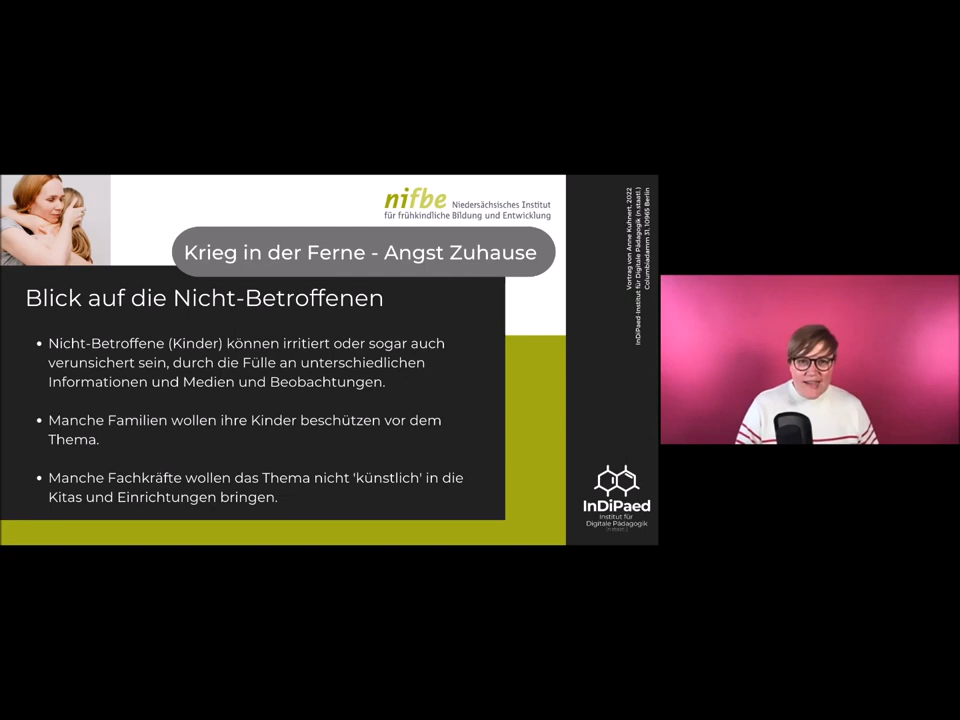 nifbe Niedersächsisches Institut
für frühkindliche Bildung und Entwicklung
Krieg in der Ferne - Angst Zuhause
Blick auf die Nicht-Betroffenen
• Nicht-Betroffene (Kinder) können irritiert oder sogar auch
verunsichert sein, durch die Fülle an unterschiedlichen
Informationen und Medien und Beobachtungen.
• Manche Familien wollen ihre Kinder beschützen vor dem
Thema.
• Manche Fachkräfte wollen das Thema nicht 'künstlich' in die
Kitas und Einrichtungen bringen.
Vortrag von Anne Kuhnert, 2022
InDiPaed-Institut für Digitale Pädagogik (n.staatl.)
Columbiadamm 31, 10965 Berlin
InDiPaed
Institut für
Digitale Pädagogik